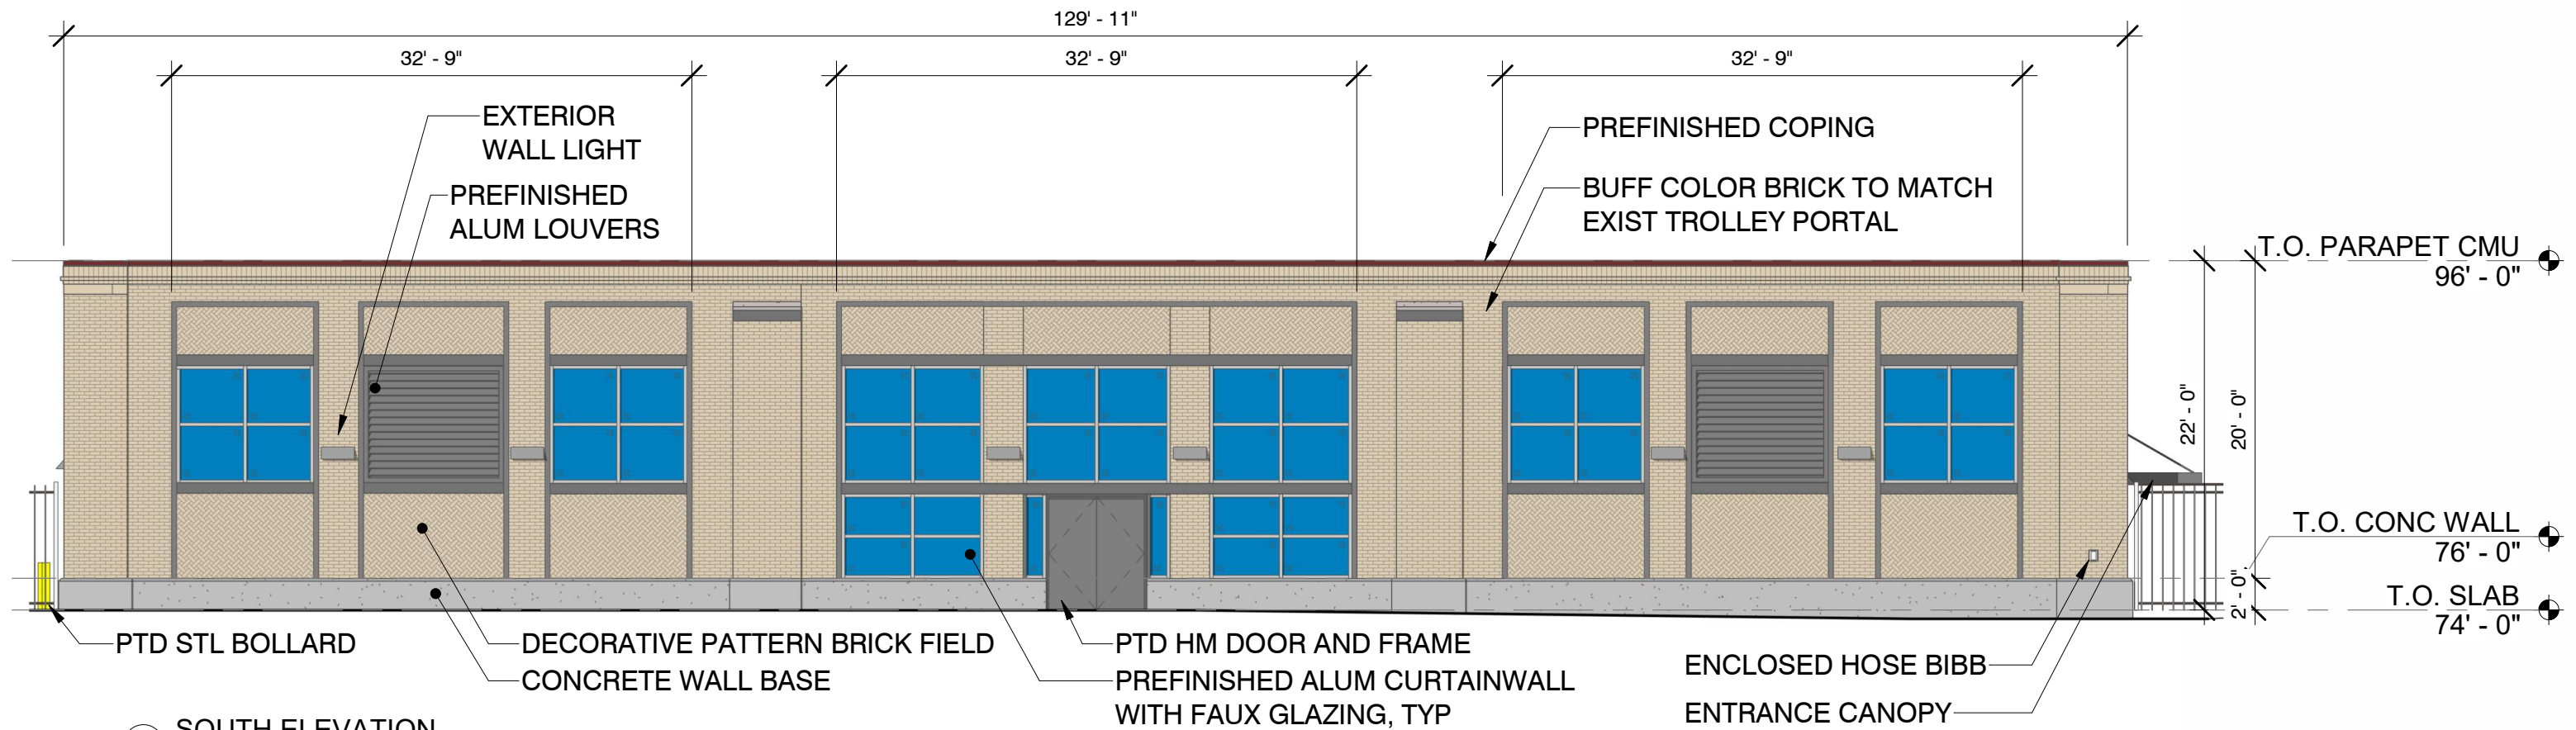 129' - 11"
32' - 9"
32' - 9"
32' - 9"
EXTERIOR
WALL LIGHT
PREFINISHED
ALUM LOUVERS
PREFINISHED COPING
BUFF COLOR BRICK TO MATCH
EXIST TROLLEY PORTAL
T.O. PARAPET CMU
96' - 0"
22' - 0"
20' - 0"
T.O. CONC WALL
76' - 0"
2' - 0"
T.O. SLAB
74' - 0"
PTD STL BOLLARD
DECORATIVE PATTERN BRICK FIELD
CONCRETE WALL BASE
PTD HM DOOR AND FRAME
PREFINISHED ALUM CURTAINWALL
WITH FAUX GLAZING, TYP
ENCLOSED HOSE BIBB
ENTRANCE CANOPY
SOUTH ELEVATION